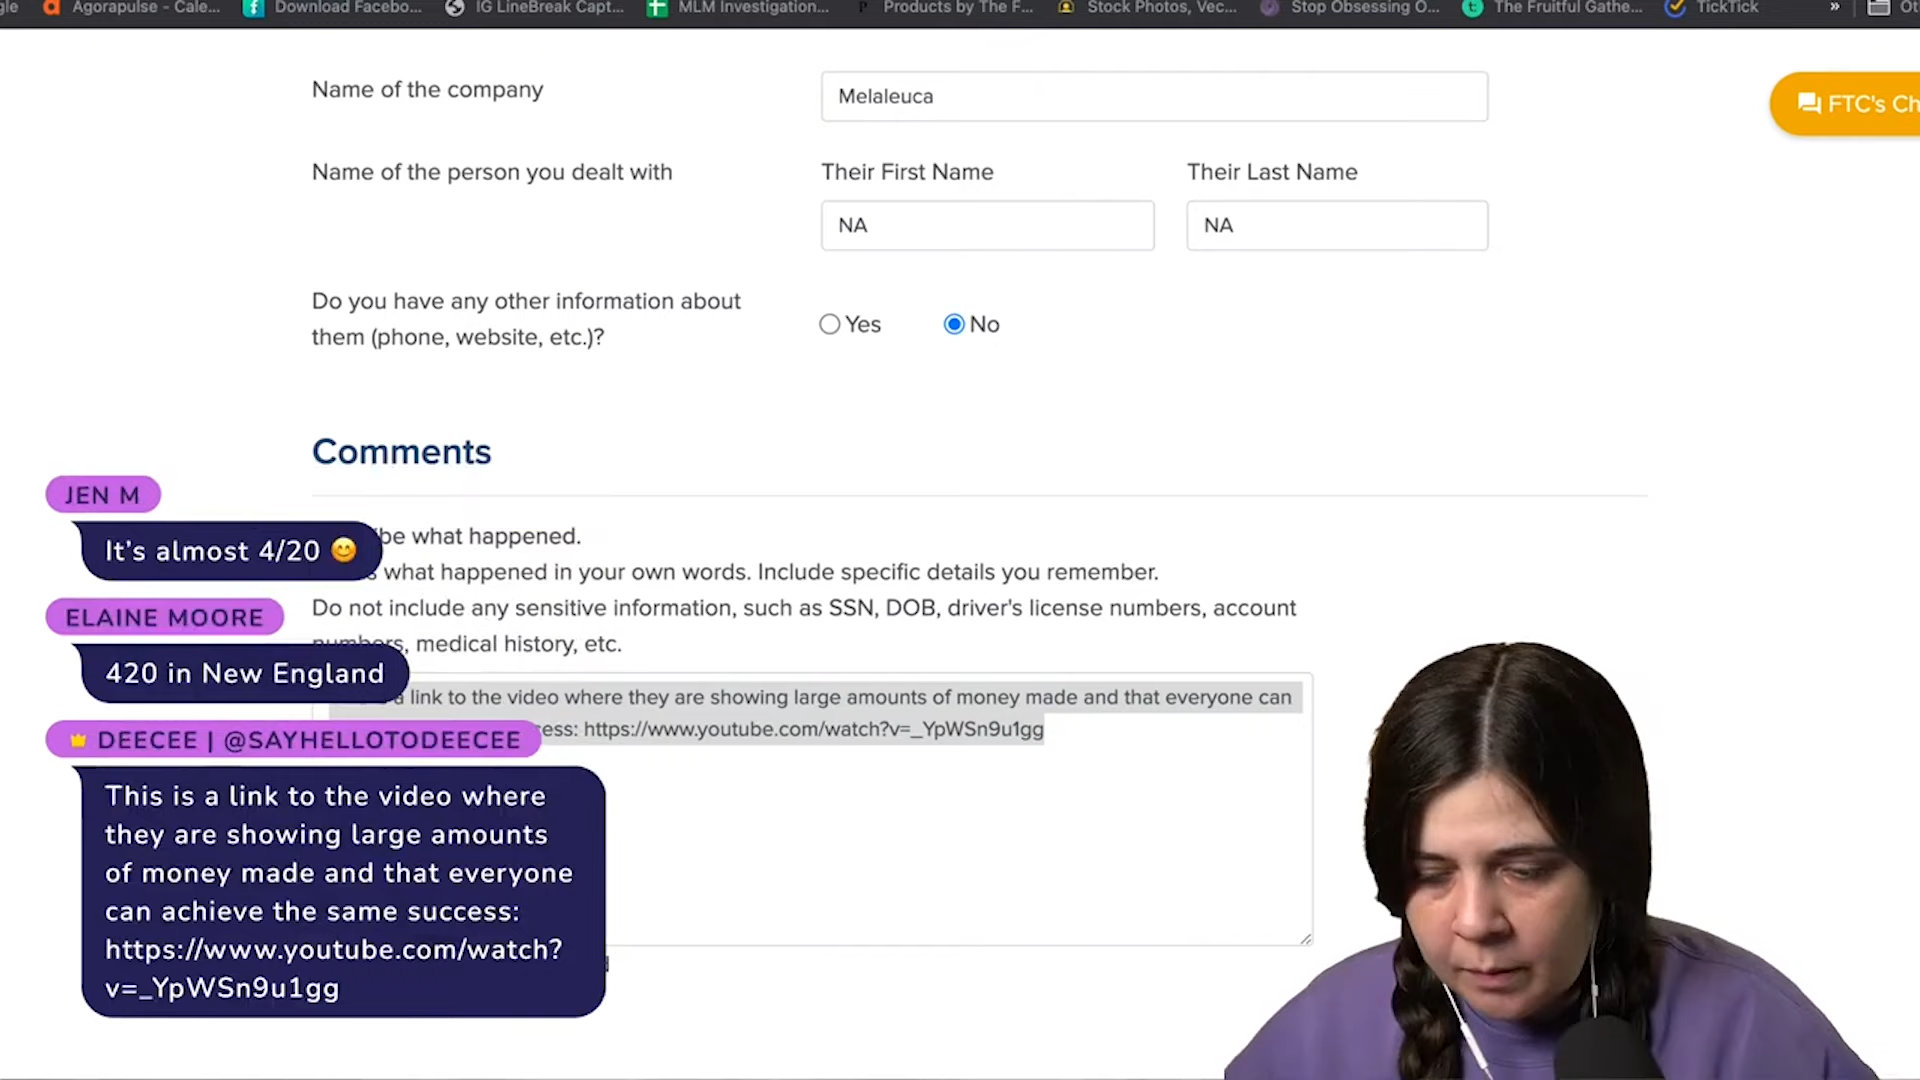 Agorapulse - Cale...
Download Facebo...
IG LineBreak Capt...
MLM Investigation...
Products by The F...
Stock Photos, Vec...
Stop Obsessing O...
The Fruitful Gathe...
TickTick
»
Name of the company
Melaleuca
FTC's Ch
Name of the person you dealt with
Their First Name
Their Last Name
NA
NA
Do you have any other information about
them (phone, website, etc.)?
Yes
No
Comments
JEN M
It's almost 4/20 😊
what happened.
what happened in your own words. Include specific details you remember.
ELAINE MOORE
Do not include any sensitive information, such as SSN, DOB, driver's license numbers, account
numbers, medical history, etc.
420 in New England
a link to the video where they are showing large amounts of money made and that everyone can
https://www.youtube.com/watch?v=_YpWSn9u1gg
DEECEE | @SAYHELLOTODEECEE
This is a link to the video where
they are showing large amounts
of money made and that everyone
can achieve the same success:
https://www.youtube.com/watch?
v=_YpWSn9u1gg